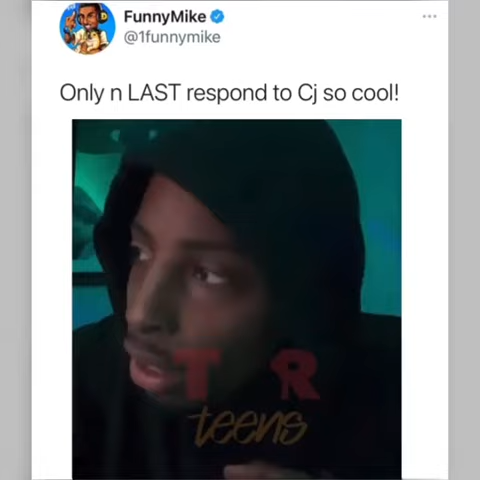 FunnyMike
@1funnymike
Only n LAST respond to Cj so cool!
T R
teens